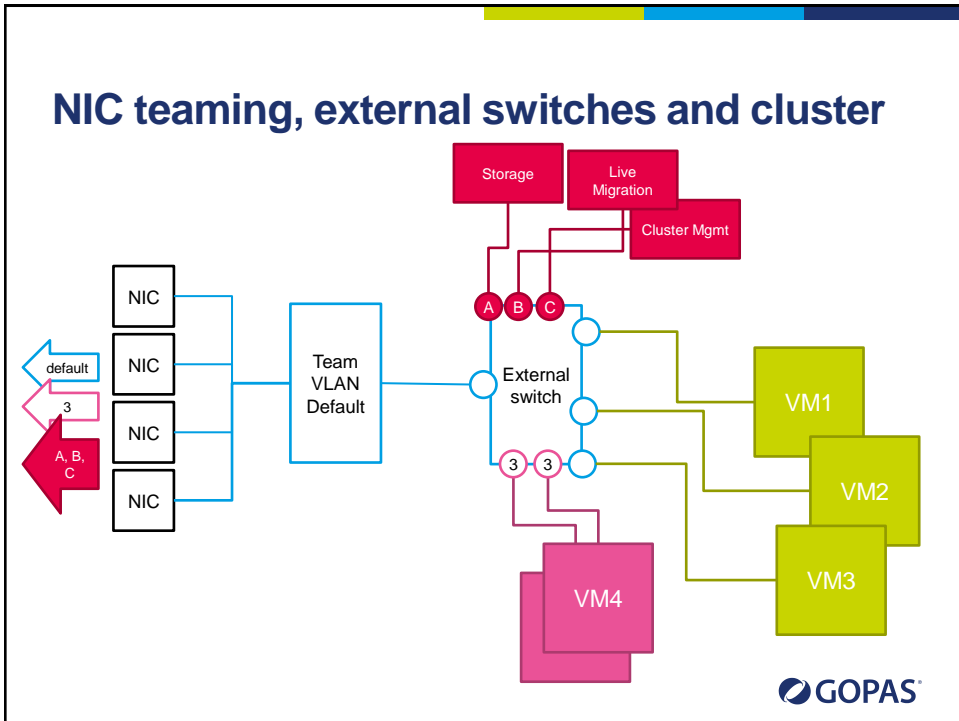 NIC teaming, external switches and cluster
Storage
Live
Migration
Cluster Mgmt
A
B
C
NIC
NIC
NIC
NIC
default
3
A, B,
C
Team
VLAN
Default
External
switch
3
3
VM1
VM2
VM3
VM4
GOPAS®